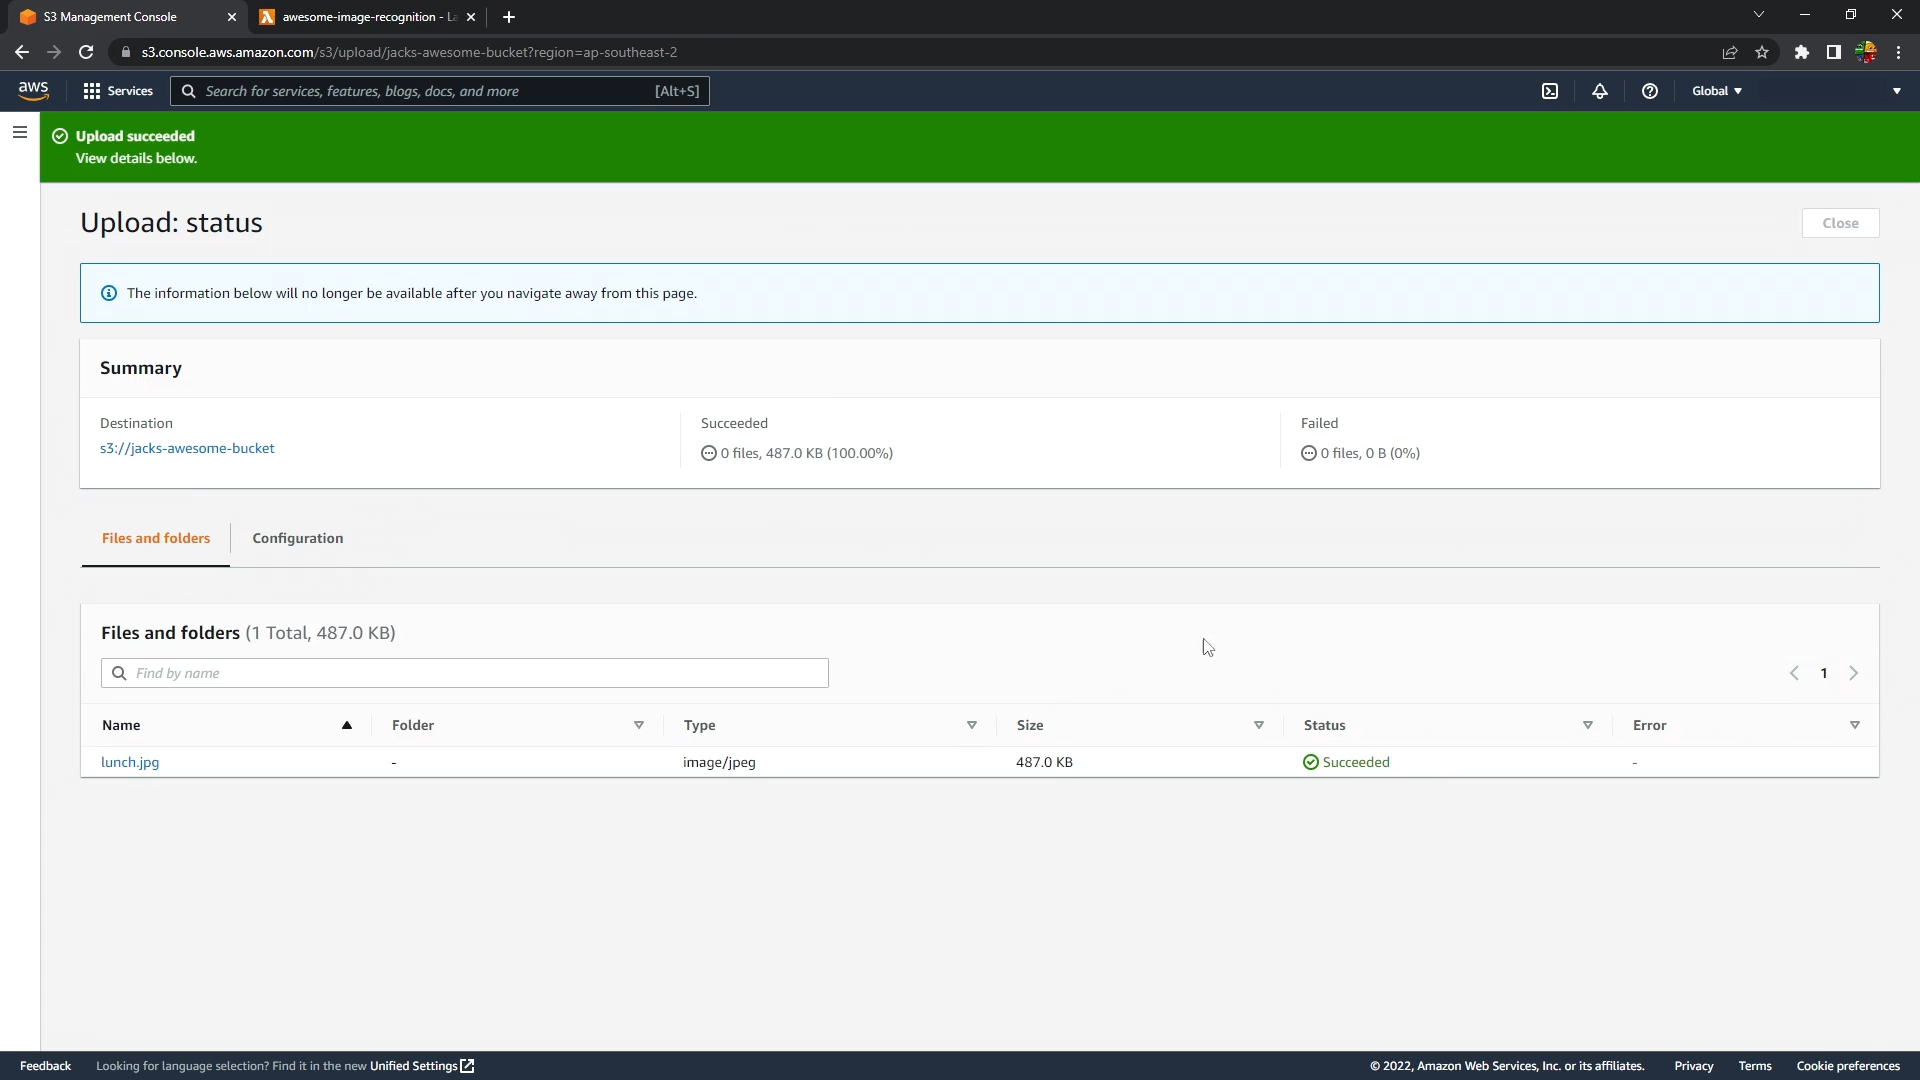 S3 Management Console
awesome-image-recognition - La
s3.console.aws.amazon.com/s3/upload/jacks-awesome-bucket?region=ap-southeast-2
aws
Services
Search for services, features, blogs, docs, and more
[Alt+S]
Global
Upload succeeded
View details below.
Upload: status
Close
The information below will no longer be available after you navigate away from this page.
Summary
Destination
s3://jacks-awesome-bucket
Succeeded
0 files, 487.0 KB (100.00%)
Failed
0 files, 0 B (0%)
Files and folders
Configuration
Files and folders (1 Total, 487.0 KB)
Find by name
1
Name Folder Type Size Status Error
lunch.jpg - image/jpeg 487.0 KB Succeeded -
Feedback
Looking for language selection? Find it in the new Unified Settings
© 2022, Amazon Web Services, Inc. or its affiliates.
Privacy
Terms
Cookie preferences